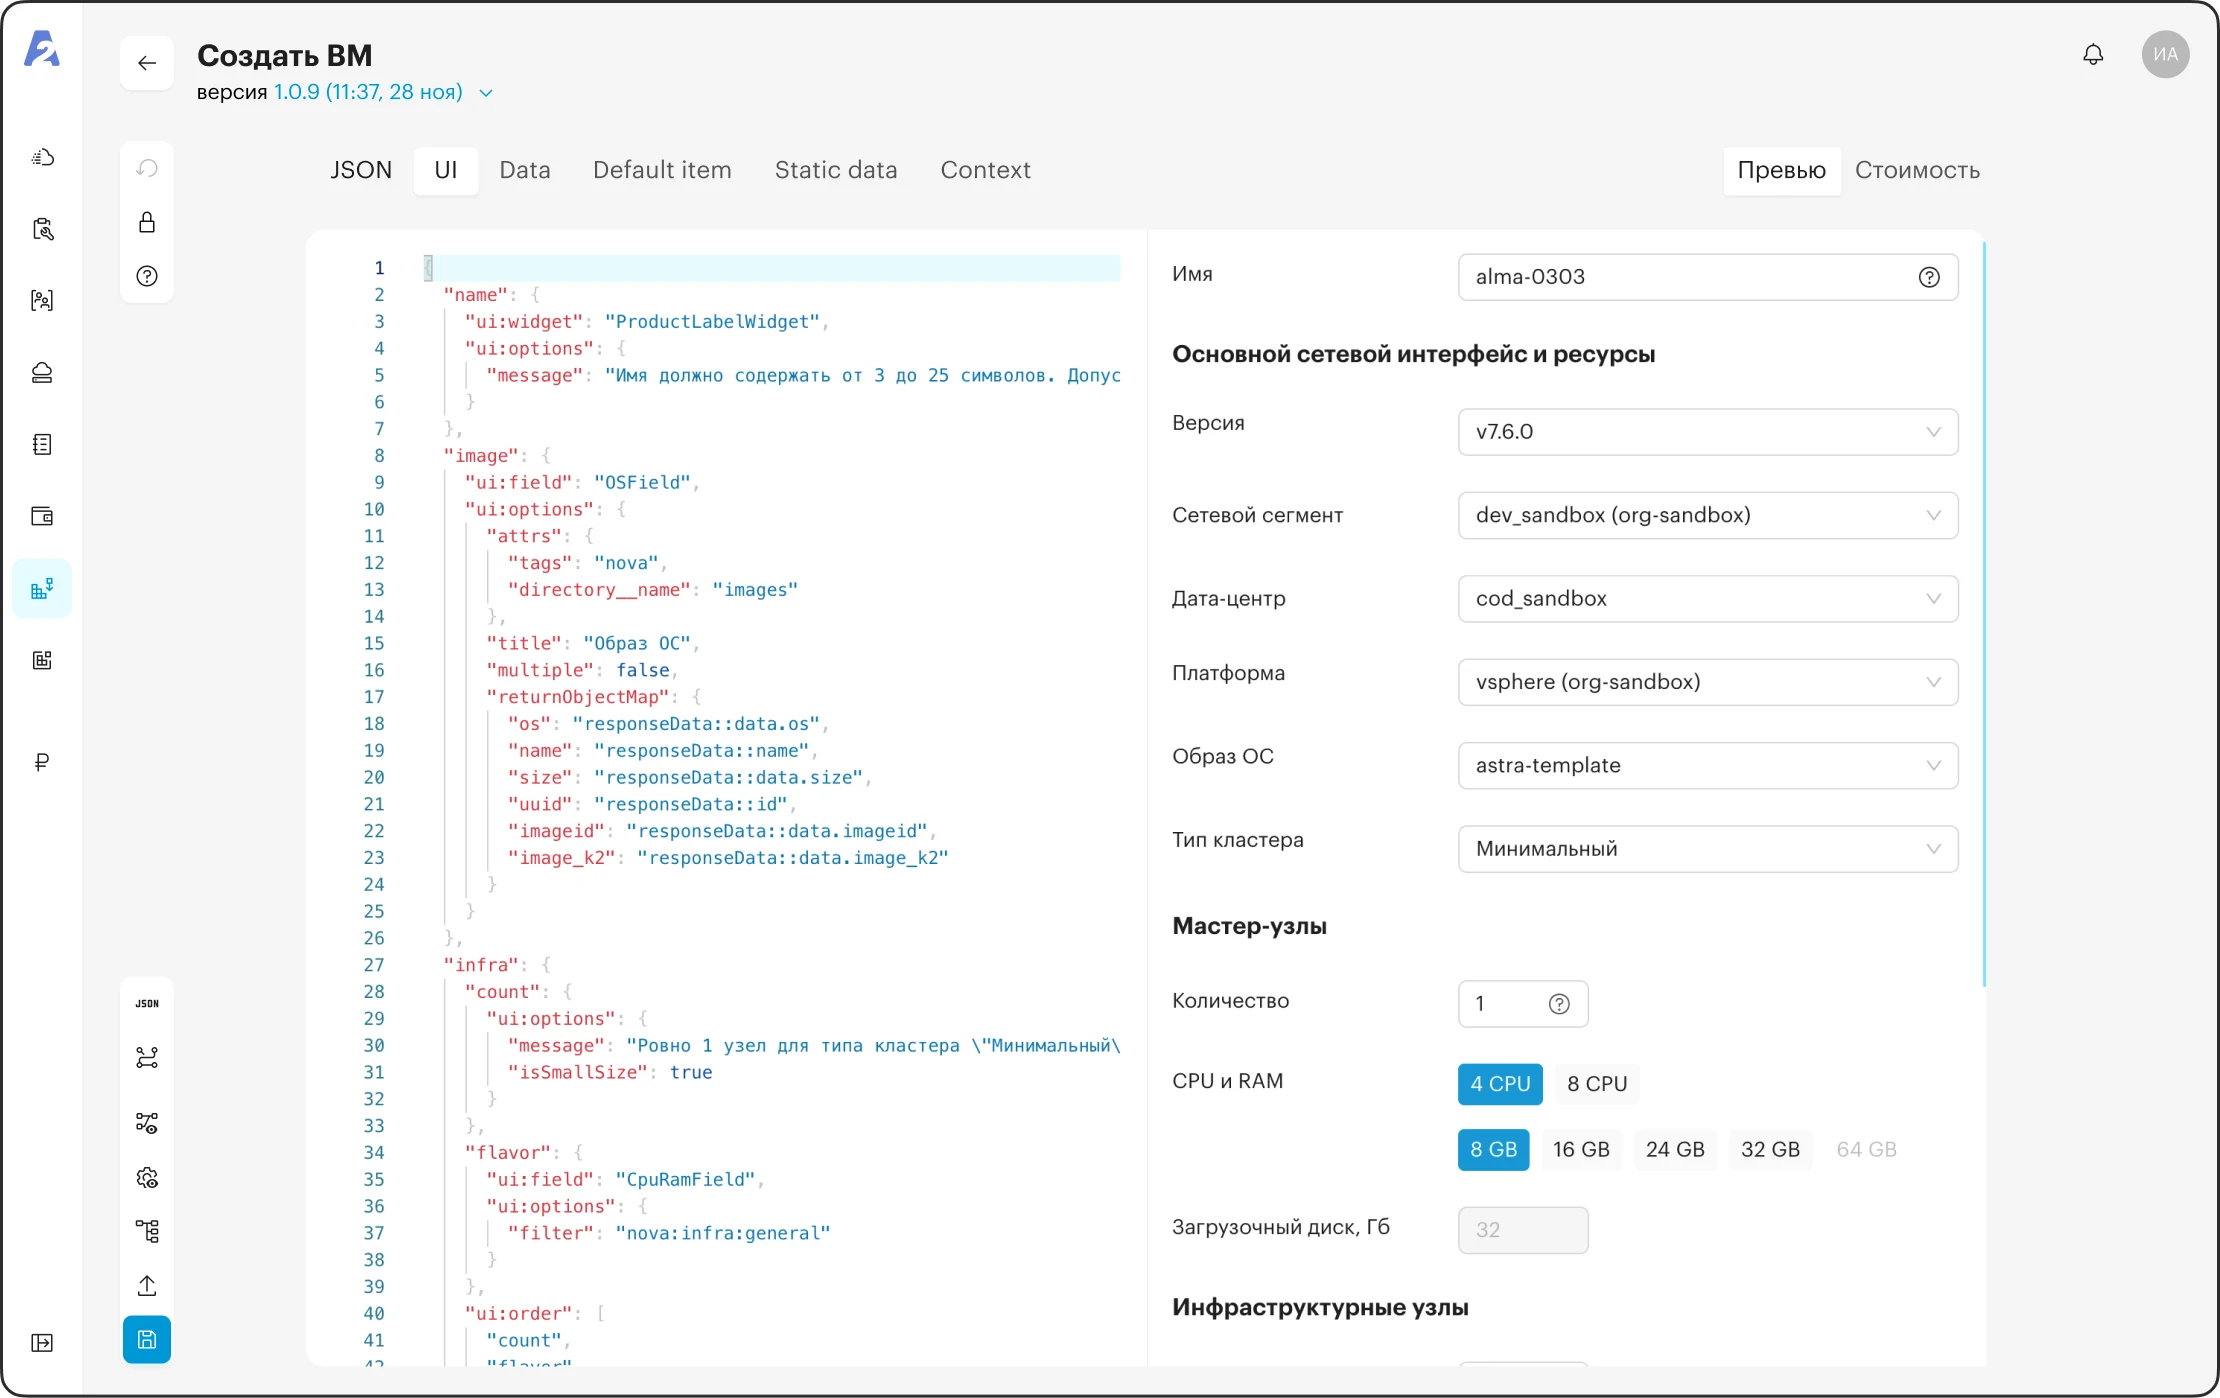 Создать ВМ
версия 1.0.9 (11:37, 28 ноя)
ИА
JSON UI Data Default item Static data Context
Превью Стоимость
1 {
2 "name": {
3 "ui:widget": "ProductLabelWidget",
4 "ui:options": {
5 "message": "Имя должно содержать от 3 до 25 символов. Допус
6 }
7 },
8 "image": {
9 "ui:field": "OSField",
10 "ui:options": {
11 "attrs": {
12 "tags": "nova",
13 "directory__name": "images"
14 },
15 "title": "Образ ОС",
16 "multiple": false,
17 "returnObjectMap": {
18 "os": "responseData::data.os",
19 "name": "responseData::name",
20 "size": "responseData::data.size",
21 "uuid": "responseData::id",
22 "imageid": "responseData::data.imageid",
23 "image_k2": "responseData::data.image_k2"
24 }
25 }
26 },
27 "infra": {
28 "count": {
29 "ui:options": {
30 "message": "Ровно 1 узел для типа кластера \"Минимальный\
31 "isSmallSize": true
32 }
33 },
34 "flavor": {
35 "ui:field": "CpuRamField",
36 "ui:options": {
37 "filter": "nova:infra:general"
38 }
39 },
40 "ui:order": [
41 "count",
42 "flavor"
Имя alma-0303
Основной сетевой интерфейс и ресурсы
Версия v7.6.0
Сетевой сегмент dev_sandbox (org-sandbox)
Дата-центр cod_sandbox
Платформа vsphere (org-sandbox)
Образ ОС astra-template
Тип кластера Минимальный
Мастер-узлы
Количество 1
CPU и RAM 4 CPU 8 CPU
8 GB 16 GB 24 GB 32 GB 64 GB
Загрузочный диск, Гб 32
Инфраструктурные узлы
JSON